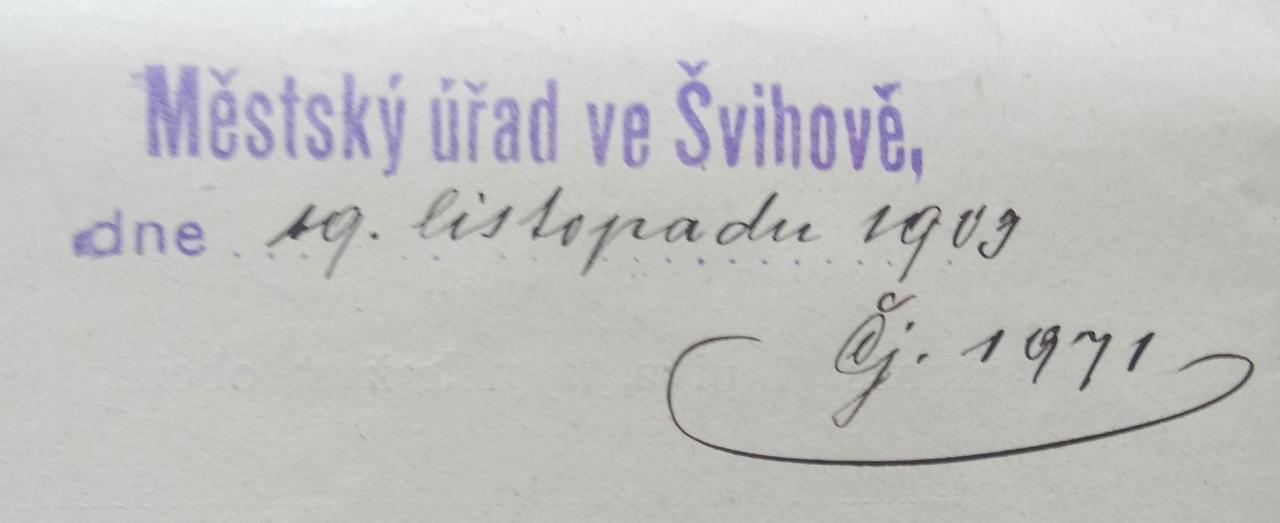 Městský úřad ve Švihově,
dne 19. listopadu 1909
Čj. 1971